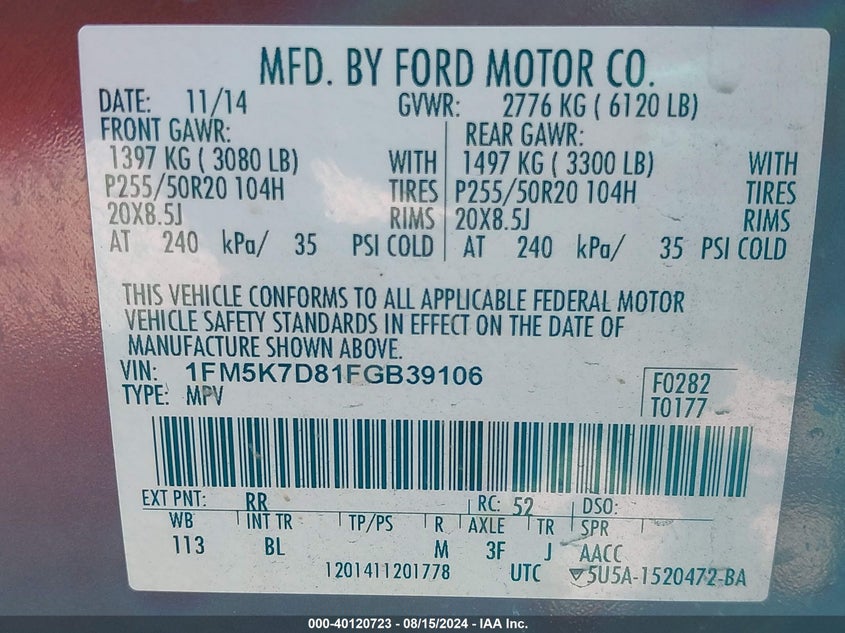 MFD. BY FORD MOTOR CO.
DATE: 11/14 GVWR: 2776 KG ( 6120 LB)
FRONT GAWR: REAR GAWR:
1397 KG ( 3080 LB) WITH 1497 KG ( 3300 LB) WITH
P255/50R20 104H TIRES P255/50R20 104H TIRES
20X8.5J RIMS 20X8.5J RIMS
AT 240 kPa/ 35 PSI COLD AT 240 kPa/ 35 PSI COLD
THIS VEHICLE CONFORMS TO ALL APPLICABLE FEDERAL MOTOR
VEHICLE SAFETY STANDARDS IN EFFECT ON THE DATE OF
MANUFACTURE SHOWN ABOVE.
VIN: 1FM5K7D81FGB39106 F0282
TYPE: MPV T0177
EXT PNT: RR RC: 52 DSO:
WB INT TR TP/PS R AXLE TR SPR
113 BL M 3F J AACC
1201411201778 UTC 5U5A-1520472-BA
000-40120723 - 08/15/2024 - IAA Inc.